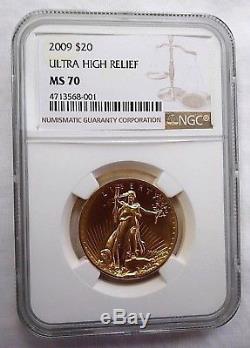 2009 $20
ULTRA HIGH RELIEF
MS 70
4713568-001
NUMISMATIC GUARANTY CORPORATION
NGC
LIBERTY